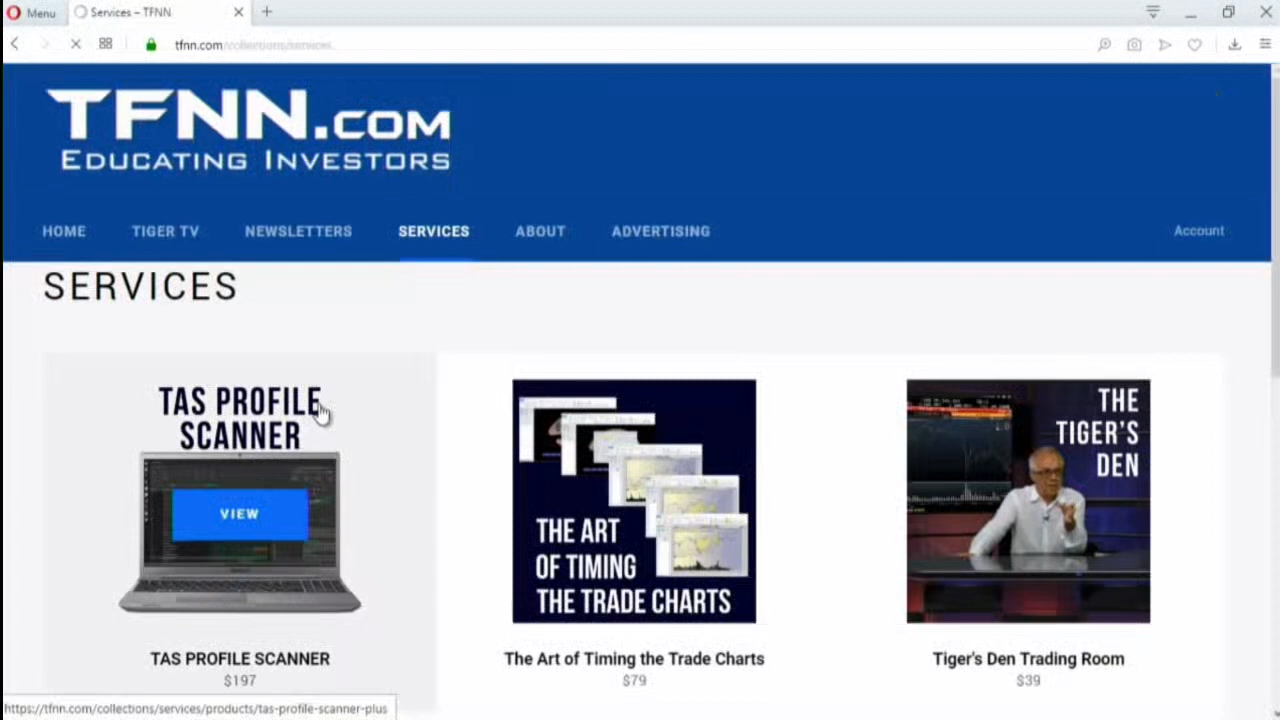 Menu
Services – TFNN
tfnn.com/collections/services
TFNN.COM
EDUCATING INVESTORS
HOME
TIGER TV
NEWSLETTERS
SERVICES
ABOUT
ADVERTISING
Account
SERVICES
TAS PROFILE
SCANNER
VIEW
THE ART
OF TIMING
THE TRADE CHARTS
THE
TIGER'S
DEN
TAS PROFILE SCANNER
$197
The Art of Timing the Trade Charts
$79
Tiger's Den Trading Room
$39
https://tfnn.com/collections/services/products/tas-profile-scanner-plus